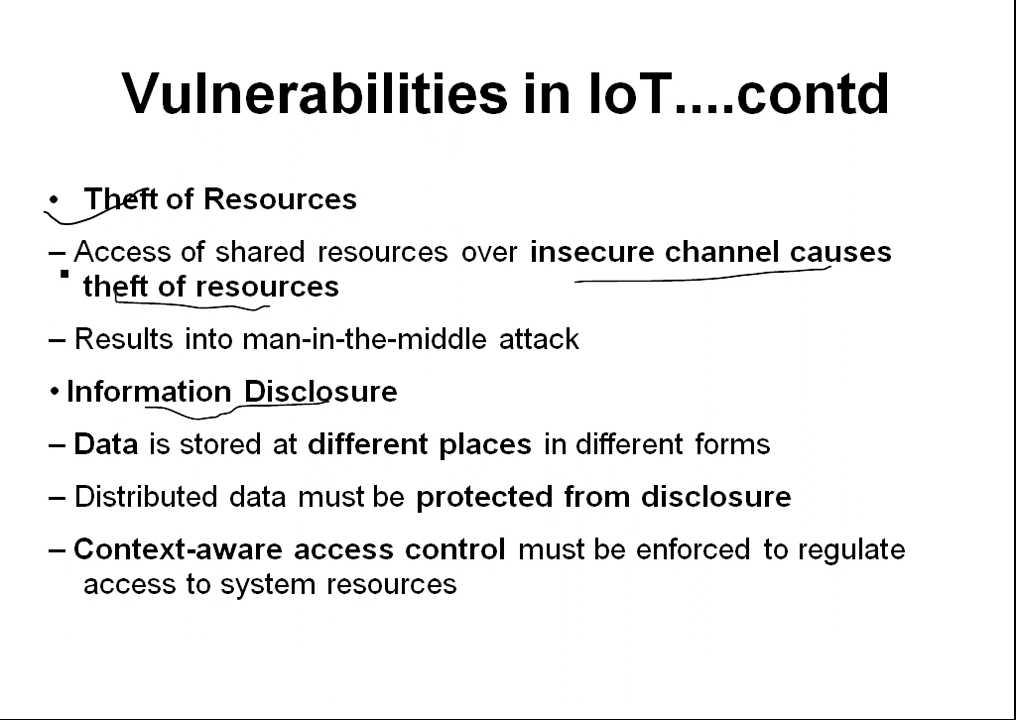 Vulnerabilities in IoT....contd
• Theft of Resources
– Access of shared resources over insecure channel causes
theft of resources
– Results into man-in-the-middle attack
• Information Disclosure
– Data is stored at different places in different forms
– Distributed data must be protected from disclosure
– Context-aware access control must be enforced to regulate
access to system resources